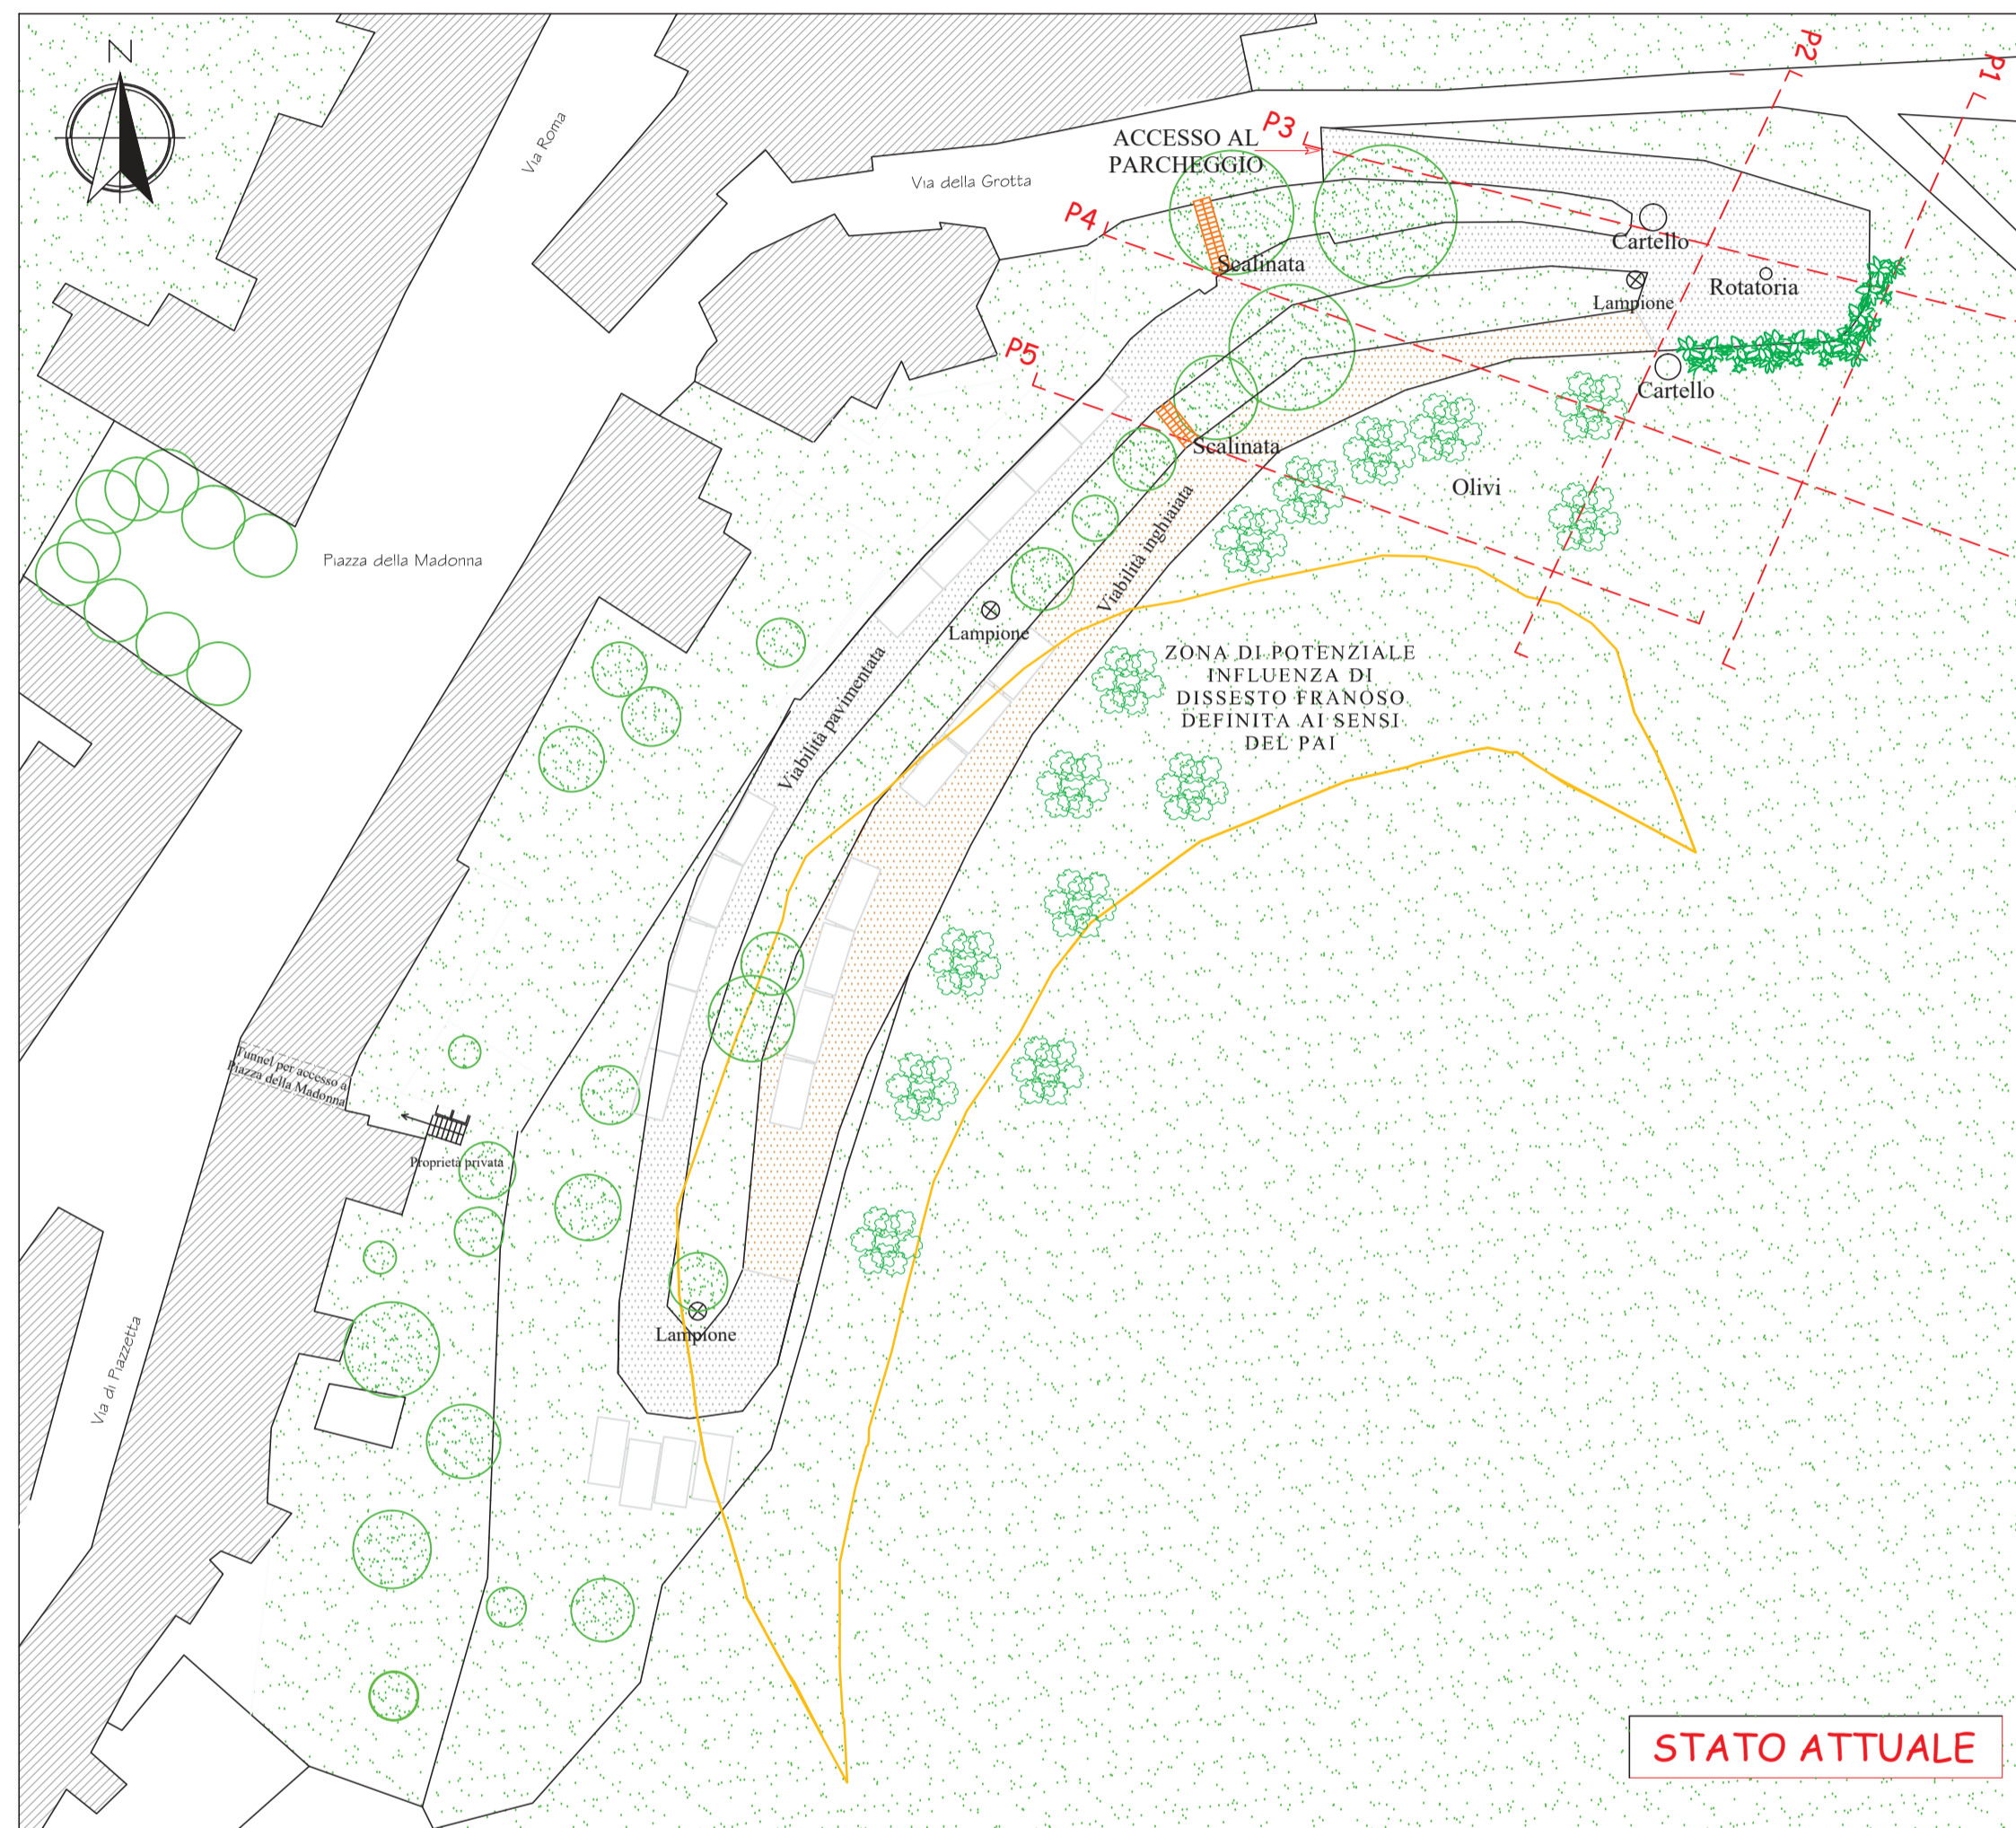 N
P2
P1
Via Roma
P3
ACCESSO AL
PARCHEGGIO
Via della Grotta
P4
Cartello
Scalinata
Rotatoria
Lampione
P5
Cartello
Scalinata
Olivi
Viabilità inghiaiata
Piazza della Madonna
Lampione
ZONA DI POTENZIALE
INFLUENZA DI
DISSESTO FRANOSO
DEFINITA AI SENSI
DEL PAI
Viabilità pavimentata
Tunnel per accesso a
Piazza della Madonna
Proprietà privata
Lampione
Via di Piazzetta
STATO ATTUALE